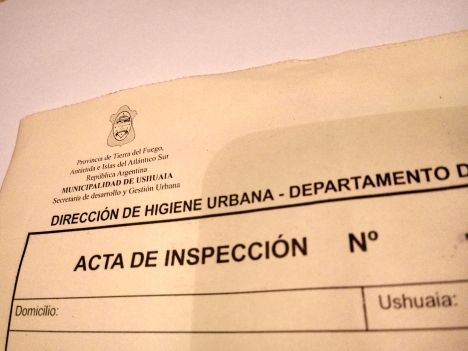 Provincia de Tierra del Fuego,
Antártida e Islas del Atlántico Sur
República Argentina
MUNICIPALIDAD DE USHUAIA
Secretaría de desarrollo y Gestión Urbana
DIRECCIÓN DE HIGIENE URBANA - DEPARTAMENTO D
ACTA DE INSPECCIÓN Nº
Domicilio: Ushuaia: